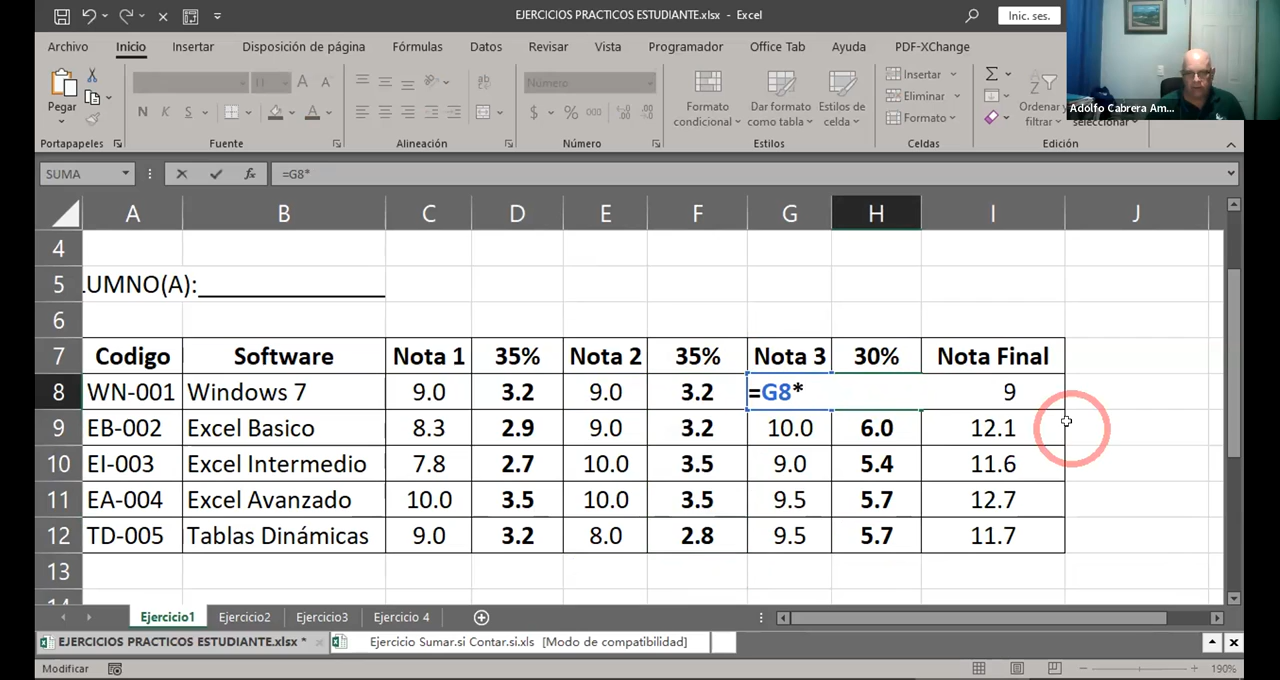 EJERCICIOS PRACTICOS ESTUDIANTE.xlsx - Excel
Inic. ses.
Archivo Inicio Insertar Disposición de página Fórmulas Datos Revisar Vista Programador Office Tab Ayuda PDF-XChange
Adolfo Cabrera Am...
Pegar
N K S
Número
$ % 000
Formato condicional
Dar formato como tabla
Estilos de celda
Insertar
Eliminar
Formato
Ordenar
filtrar
seleccionar
Portapapeles Fuente Alineación Número Estilos Celdas Edición
SUMA fx =G8*
A B C D E F G H I J
4
5 LUMNO(A):_______________
6
7 Codigo Software Nota 1 35% Nota 2 35% Nota 3 30% Nota Final
8 WN-001 Windows 7 9.0 3.2 9.0 3.2 =G8* 9
9 EB-002 Excel Basico 8.3 2.9 9.0 3.2 10.0 6.0 12.1
10 EI-003 Excel Intermedio 7.8 2.7 10.0 3.5 9.0 5.4 11.6
11 EA-004 Excel Avanzado 10.0 3.5 10.0 3.5 9.5 5.7 12.7
12 TD-005 Tablas Dinámicas 9.0 3.2 8.0 2.8 9.5 5.7 11.7
13
14
Ejercicio1 Ejercicio2 Ejercicio3 Ejercicio 4
EJERCICIOS PRACTICOS ESTUDIANTE.xlsx * Ejercicio Sumar.si Contar.si.xls [Modo de compatibilidad]
Modificar 190%